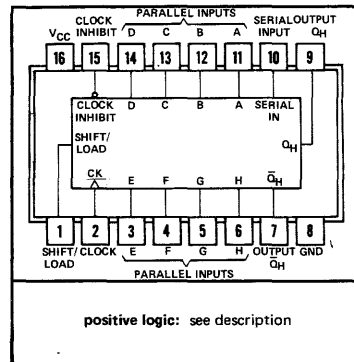 PARALLEL INPUTS
CLOCK SERIAL OUTPUT
VCC INHIBIT D C B A INPUT QH
16 15 14 13 12 11 10 9
CLOCK INHIBIT D C B A SERIAL IN
SHIFT/
LOAD
QH
CK E F G H Q̅H
1 2 3 4 5 6 7 8
SHIFT/ CLOCK E F G H OUTPUT GND
LOAD Q̅H
PARALLEL INPUTS
positive logic: see description